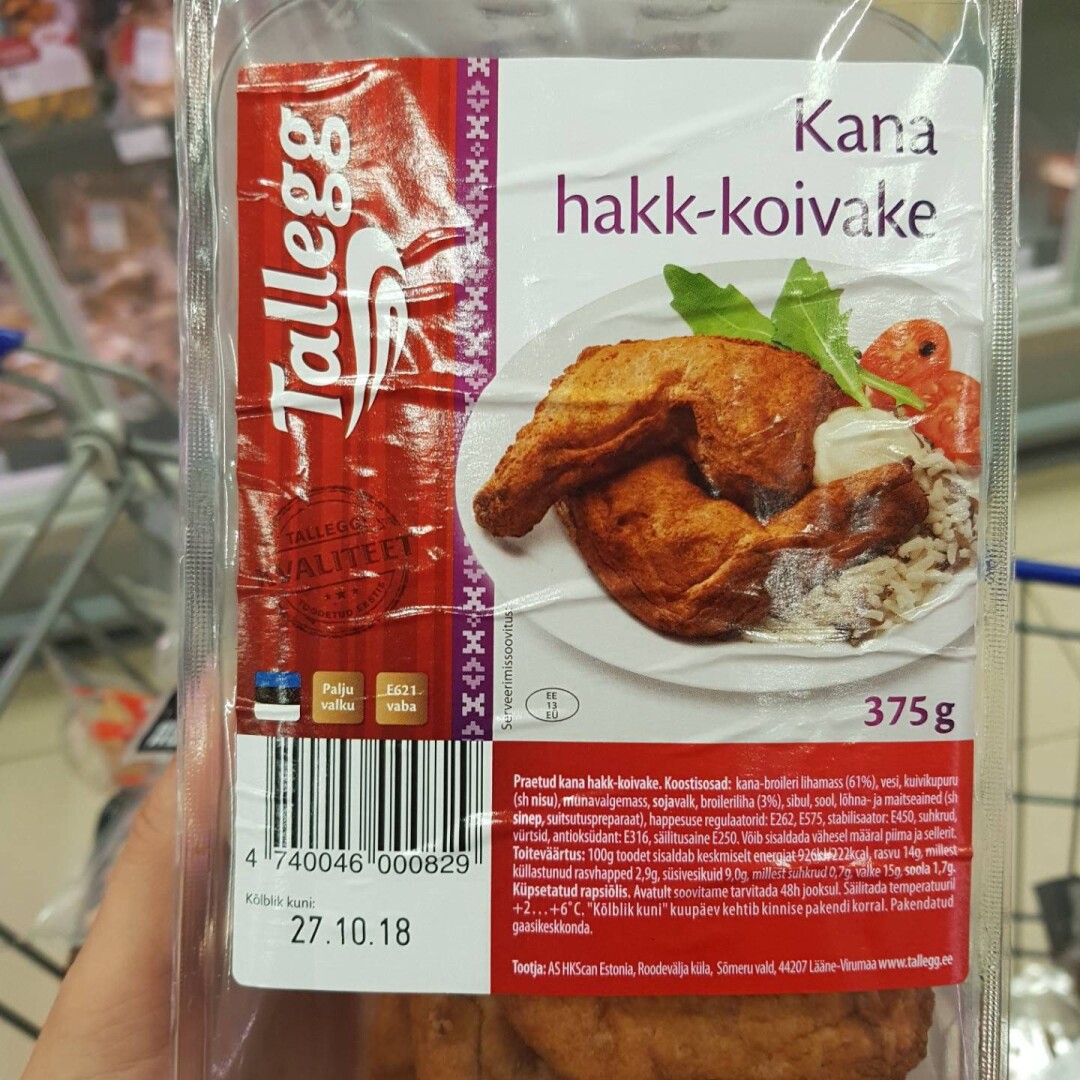 Tallegg
Kana
hakk-koivake
TALLEGG
KVALITEET
TOODETUD EESTIS
Palju
valku
E621
vaba
Serveerimissoovitus:
EE
13
EÜ
375g
4 740046 000829
Kõlblik kuni:
27.10.18
Praetud kana hakk-koivake. Koostisosad: kana-broileri lihamass (61%), vesi, kuivikupuru
(sh nisu), munavalgemass, sojavalk, broileriliha (3%), sibul, sool, lõhna- ja maitseained (sh
sinep, suitsutuspreparaat), happesuse regulaatorid: E262, E575, stabilisaator: E450, suhkrud,
vürtsid, antioksüdant: E316, säilitusaine E250. Võib sisaldada vähesel määral piima ja sellerit.
Toiteväärtus: 100g toodet sisaldab keskmiselt energiat 926kJ/222kcal, rasvu 14g, millest
küllastunud rasvhapped 2,9g, süsivesikuid 9,0g, millest suhkrud 0,7g, valke 15g, soola 1,7g.
Küpsetatud rapsiõlis. Avatult soovitame tarvitada 48h jooksul. Säilitada temperatuuril
+2...+6°C. "Kõlblik kuni" kuupäev kehtib kinnise pakendi korral. Pakendatud
gaasikeskkonda.
Tootja: AS HKScan Estonia, Roodevälja küla, Sõmeru vald, 44207 Lääne-Virumaa www.tallegg.ee